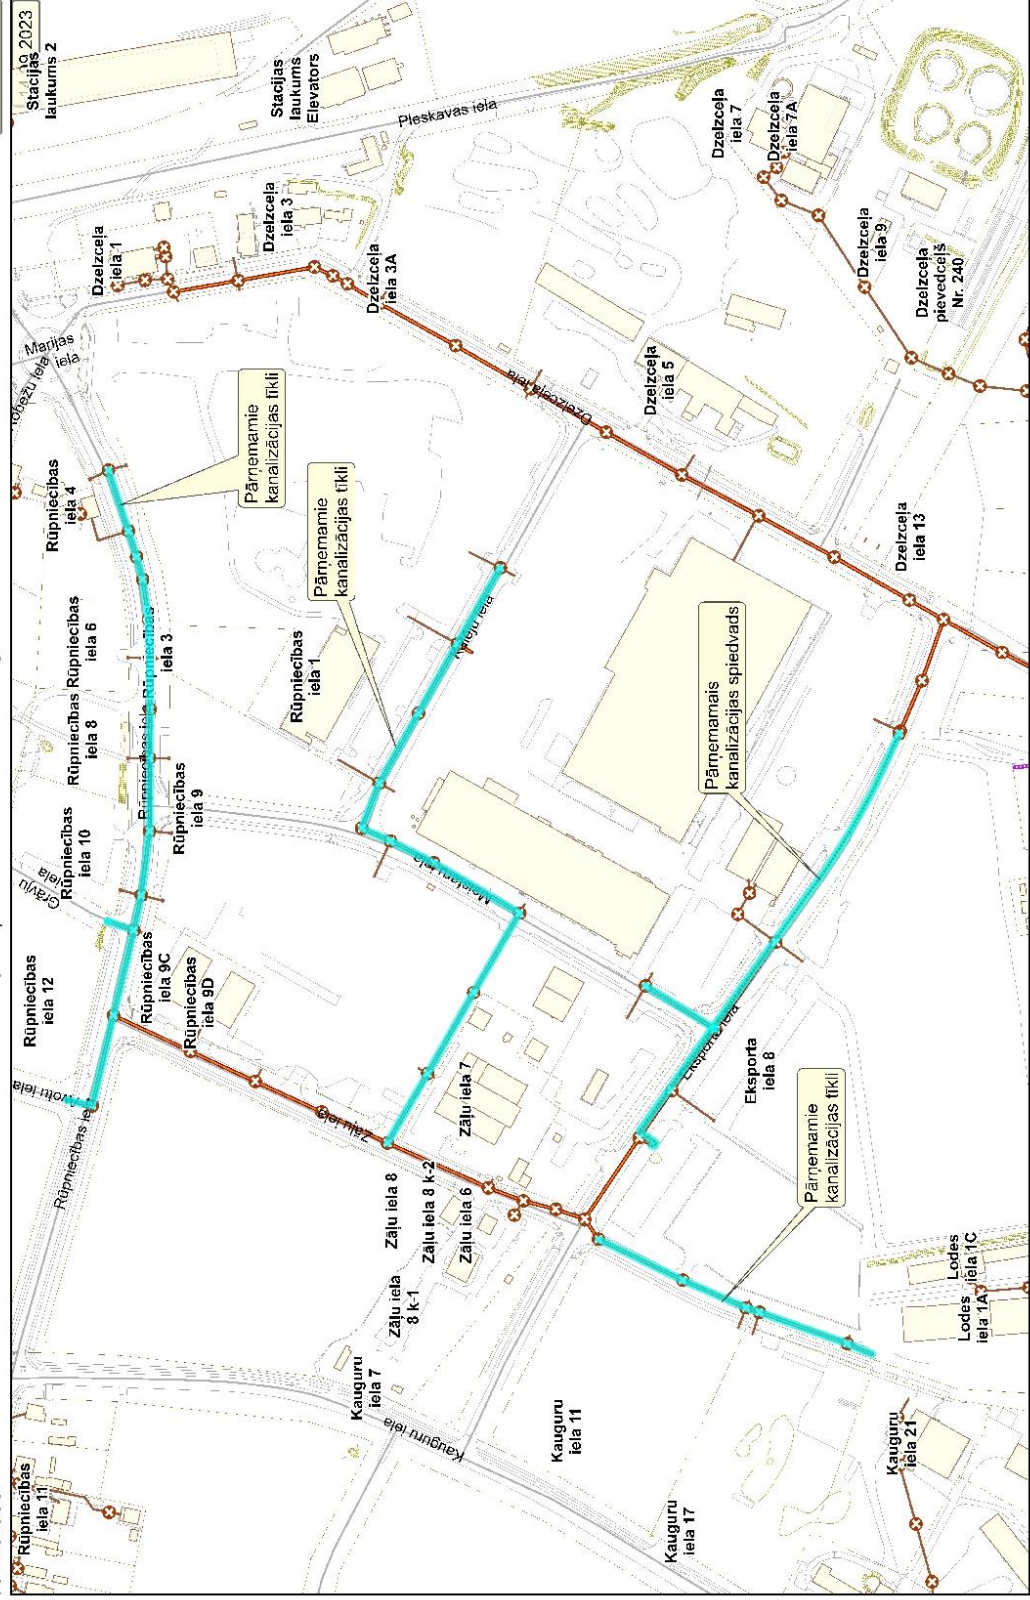 Stacijas
laukums 2
2023
Stacijas
laukums
Elevators
Pleskavas iela
Dzelzceļa
iela 7
Dzelzceļa
iela 7A
Dzelzceļa
iela 1
Dzelzceļa
iela 3
Dzelzceļa
iela 3A
Dzelzceļa
iela 9
Dzelzceļa
pievedceļš
Nr. 240
Marijas
iela
Dzelzceļa iela
Dzelzceļa
iela 5
Pārņemamie
kanalizācijas tīkli
Rūpniecības
iela 4
Pārņemamie
kanalizācijas tīkli
Dzelzceļa
iela 13
Rūpniecības
iela 6
Rūpniecības
iela 3
Rūpniecības
iela 1
Rūpniecības
iela 8
Rūpniecības iela
Pārņemamais
kanalizācijas spiedvads
Rūpniecības
iela 10
Rūpniecības
iela 9
Grāvju
iela
Rūpniecības
iela 12
Rūpniecības
iela 9C
Rūpniecības
iela 9D
Eksporta iela
Eksporta
iela 8
Zāļu iela 7
Zāļu iela
Rūpniecības
Zāļu iela 8
Zāļu iela 8 k-2
Zāļu iela 6
Pārņemamie
kanalizācijas tīkli
Zāļu iela
8 k-1
Lodes
iela 1A
Lodes
iela 1C
Kauguru
iela 7
Kauguru iela
Kauguru
iela 11
Kauguru
iela 21
Rūpniecības
iela 11
Kauguru
iela 17